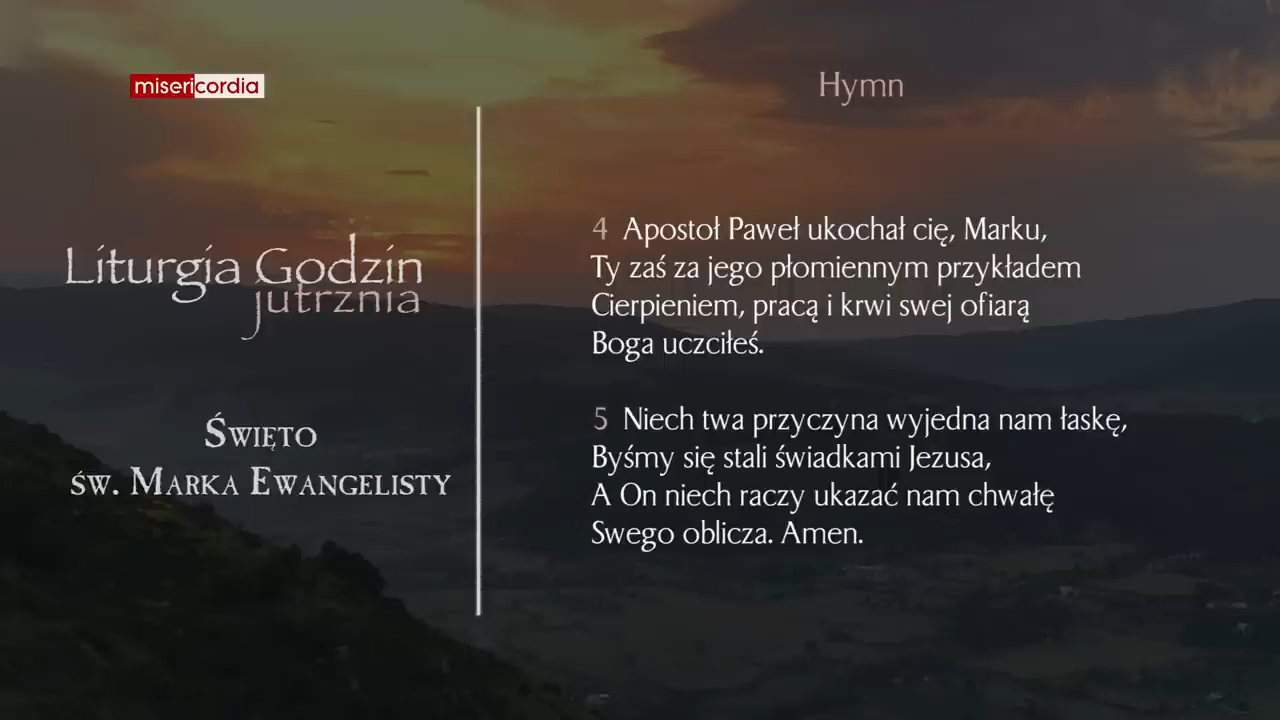 misericordia
Liturgia Godzin
jutrznia
Święto
św. Marka Ewangelisty
Hymn
4 Apostoł Paweł ukochał cię, Marku,
Ty zaś za jego płomiennym przykładem
Cierpieniem, pracą i krwi swej ofiarą
Boga uczciłeś.
5 Niech twa przyczyna wyjedna nam łaskę,
Byśmy się stali świadkami Jezusa,
A On niech raczy ukazać nam chwałę
Swego oblicza. Amen.